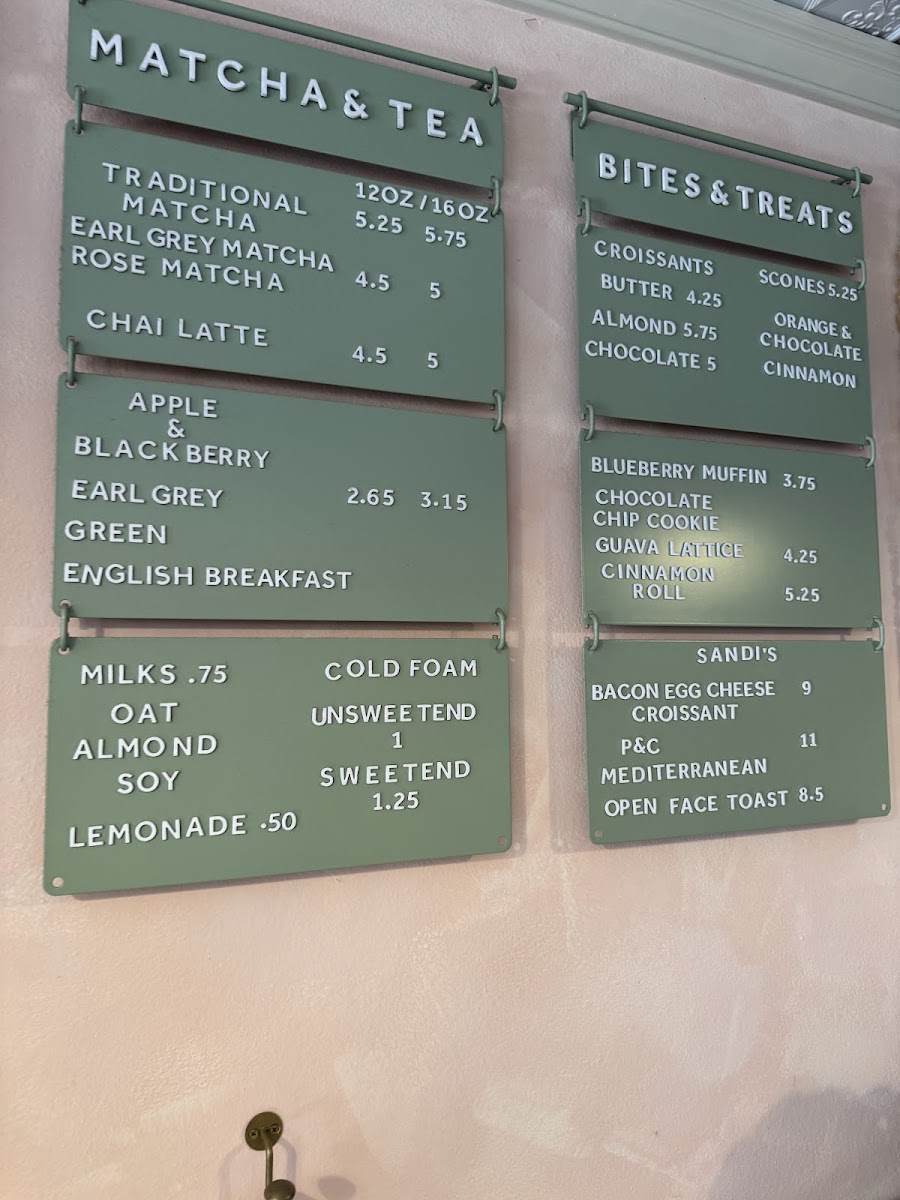 MATCHA & TEA
12OZ / 16OZ
TRADITIONAL
MATCHA 5.25 5.75
EARL GREY MATCHA
ROSE MATCHA 4.5 5
CHAI LATTE 4.5 5
APPLE
&
BLACKBERRY
EARL GREY 2.65 3.15
GREEN
ENGLISH BREAKFAST
MILKS .75
OAT
ALMOND
SOY
LEMONADE .50
COLD FOAM
UNSWEETEND
1
SWEETEND
1.25
BITES & TREATS
CROISSANTS
BUTTER 4.25
ALMOND 5.75
CHOCOLATE 5
SCONES 5.25
ORANGE &
CHOCOLATE
CINNAMON
BLUEBERRY MUFFIN 3.75
CHOCOLATE
CHIP COOKIE
GUAVA LATTICE 4.25
CINNAMON
ROLL 5.25
SANDI'S
BACON EGG CHEESE 9
CROISSANT
P&C 11
MEDITERRANEAN
OPEN FACE TOAST 8.5